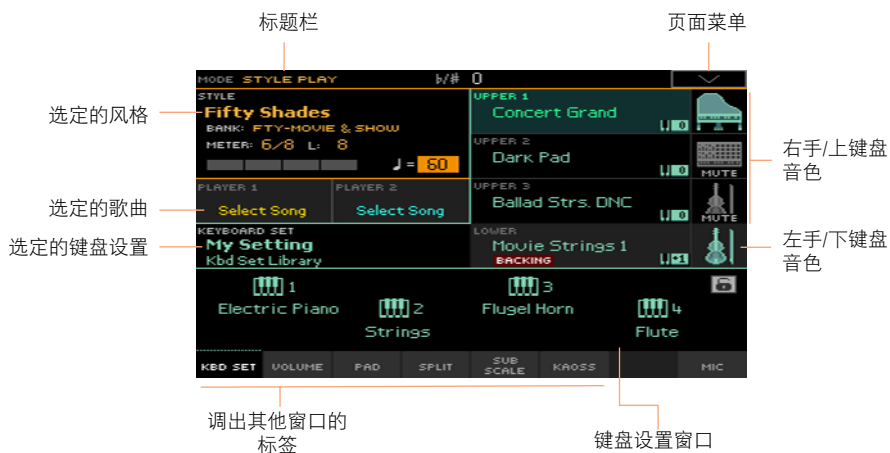 标题栏
页面菜单
MODE STYLE PLAY ♭/# 0
STYLE
Fifty Shades
BANK: FTY-MOVIE & SHOW
METER: 6/8 L: 8
♩= 60
选定的风格
UPPER 1
Concert Grand
0
UPPER 2
Dark Pad
0
MUTE
右手/上键盘
音色
PLAYER 1
Select Song
PLAYER 2
Select Song
选定的歌曲
UPPER 3
Ballad Strs. DNC
0
MUTE
选定的键盘设置
KEYBOARD SET
My Setting
Kbd Set Library
LOWER
Movie Strings 1
BACKING
+1
左手/下键盘
音色
1
Electric Piano
2
Strings
3
Flugel Horn
4
Flute
KBD SET VOLUME PAD SPLIT SUB SCALE KAOSS MIC
调出其他窗口的
标签
键盘设置窗口